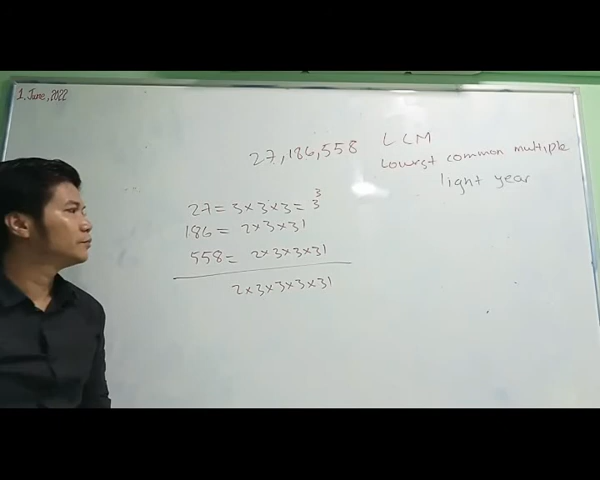 1. June, 2022
27, 186, 558 LCM
Lowest common multiple
light year
27 = 3×3×3 = 3³
186 = 2×3×31
558 = 2×3×3×31
2×3×3×3×31